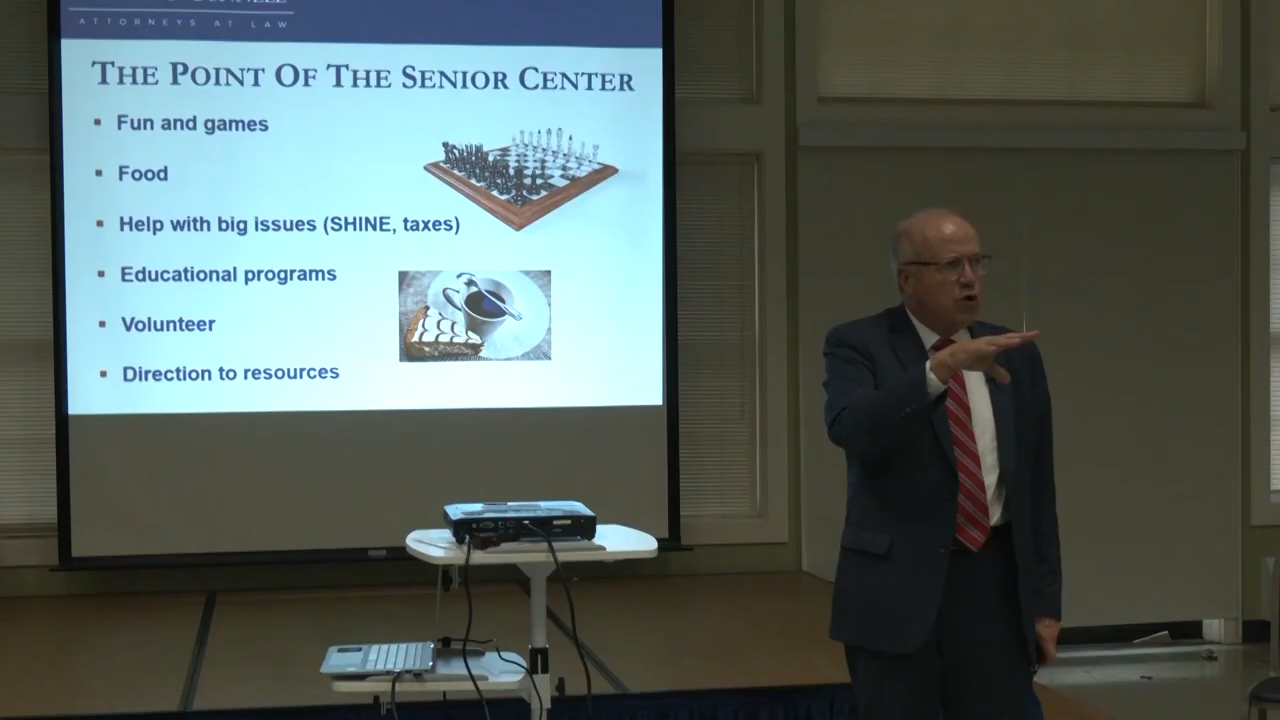 ATTORNEYS AT LAW
THE POINT OF THE SENIOR CENTER
Fun and games
Food
Help with big issues (SHINE, taxes)
Educational programs
Volunteer
Direction to resources